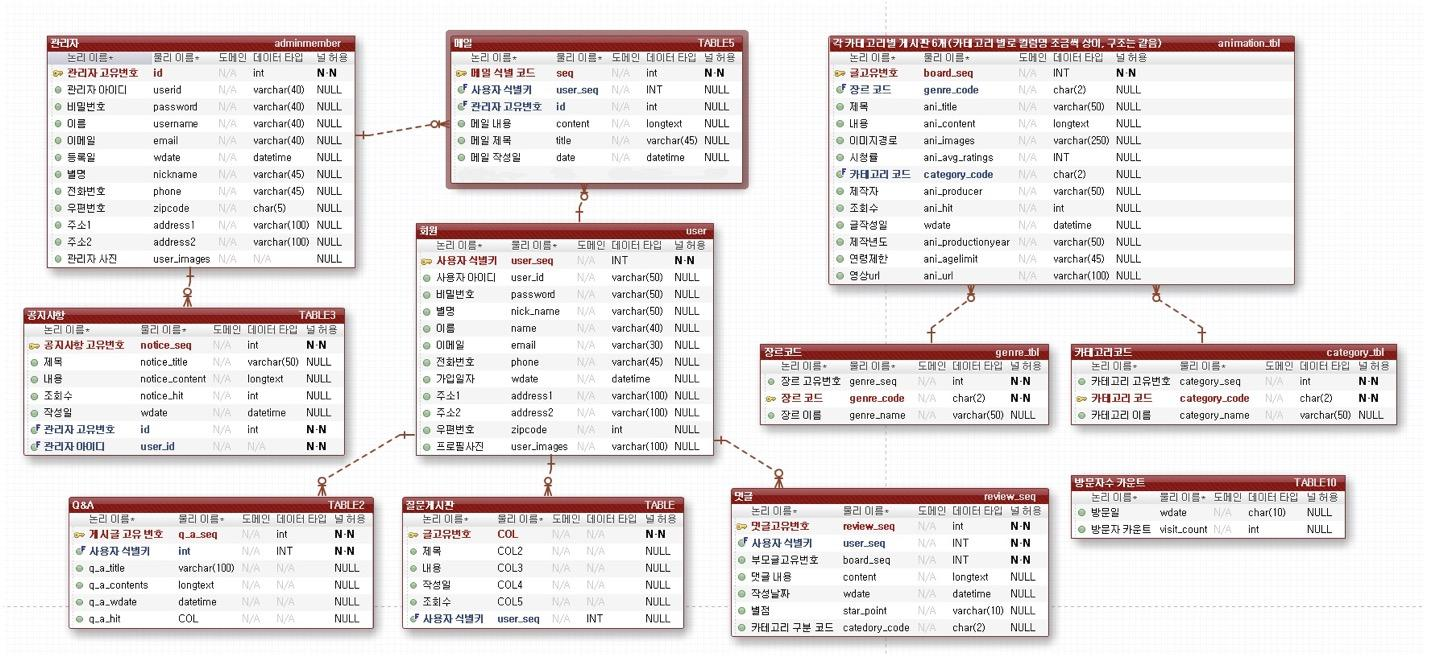 관리자 adminmember
논리 이름* 물리 이름* 도메인 데이터 타입 널 허용
관리자 고유번호 id N/A int N-N
관리자 아이디 userid N/A varchar(40) NULL
비밀번호 password N/A varchar(40) NULL
이름 username N/A varchar(40) NULL
이메일 email N/A varchar(40) NULL
등록일 wdate N/A datetime NULL
별명 nickname N/A varchar(45) NULL
전화번호 phone N/A varchar(45) NULL
우편번호 zipcode N/A char(5) NULL
주소1 address1 N/A varchar(100) NULL
주소2 address2 N/A varchar(100) NULL
관리자 사진 user_images N/A N/A NULL
메일 TABLE5
논리 이름* 물리 이름* 도메인 데이터 타입 널 허용
메일 식별 코드 seq N/A int N-N
사용자 식별키 user_seq N/A INT NULL
관리자 고유번호 id N/A int NULL
메일 내용 content N/A longtext NULL
메일 제목 title N/A varchar(45) NULL
메일 작성일 date N/A datetime NULL
각 카테고리별 게시판 6개(카테고리 별로 컬럼명 조금씩 상이, 구조는 같음) animation_tbl
논리 이름* 물리 이름* 도메인 데이터 타입 널 허용
글고유번호 board_seq N/A INT N-N
장르 코드 genre_code N/A char(2) NULL
제목 ani_title N/A varchar(50) NULL
내용 ani_content N/A longtext NULL
이미지경로 ani_images N/A varchar(250) NULL
시청률 ani_avg_ratings N/A INT NULL
카테고리 코드 category_code N/A char(2) NULL
제작자 ani_producer N/A varchar(50) NULL
조회수 ani_hit N/A int NULL
글작성일 wdate N/A datetime NULL
제작년도 ani_productionyear N/A varchar(50) NULL
연령제한 ani_agelimit N/A varchar(45) NULL
영상url ani_url N/A varchar(100) NULL
회원 user
논리 이름* 물리 이름* 도메인 데이터 타입 널 허용
사용자 식별키 user_seq N/A INT N-N
사용자 아이디 user_id N/A varchar(50) NULL
비밀번호 password N/A varchar(50) NULL
별명 nick_name N/A varchar(50) NULL
이름 name N/A varchar(40) NULL
이메일 email N/A varchar(30) NULL
전화번호 phone N/A varchar(45) NULL
가입일자 wdate N/A datetime NULL
주소1 address1 N/A varchar(100) NULL
주소2 address2 N/A varchar(100) NULL
우편번호 zipcode N/A int NULL
프로필사진 user_images N/A varchar(100) NULL
공지사항 TABLE3
논리 이름* 물리 이름* 도메인 데이터 타입 널 허용
공지사항 고유번호 notice_seq N/A int N-N
제목 notice_title N/A varchar(50) NULL
내용 notice_content N/A longtext NULL
조회수 notice_hit N/A int NULL
작성일 wdate N/A datetime NULL
관리자 고유번호 id N/A int N-N
관리자 아이디 user_id N/A N/A N-N
장르코드 genre_tbl
논리 이름* 물리 이름* 도메인 데이터 타입 널 허용
장르 고유번호 genre_seq N/A int N-N
장르 코드 genre_code N/A char(2) N-N
장르 이름 genre_name N/A varchar(50) NULL
카테고리코드 category_tbl
논리 이름* 물리 이름* 도메인 데이터 타입 널 허용
카테고리 고유번호 category_seq N/A int N-N
카테고리 코드 category_code N/A char(2) N-N
카테고리 이름 category_name N/A varchar(50) NULL
Q&A TABLE2
논리 이름* 물리 이름* 도메인 데이터 타입 널 허용
게시글 고유 번호 q_a_seq N/A int N-N
사용자 식별키 int N/A INT N-N
q_a_title varchar(100) N/A N/A NULL
q_a_contents longtext N/A N/A NULL
q_a_wdate datetime N/A N/A NULL
q_a_hit COL N/A N/A NULL
질문게시판 TABLE
논리 이름* 물리 이름* 도메인 데이터 타입 널 허용
글고유번호 COL N/A N/A N-N
제목 COL2 N/A N/A NULL
내용 COL3 N/A N/A NULL
작성일 COL4 N/A N/A NULL
조회수 COL5 N/A N/A NULL
사용자 식별키 user_seq N/A INT NULL
댓글 review_seq
논리 이름* 물리 이름* 도메인 데이터 타입 널 허용
댓글고유번호 review_seq N/A int N-N
사용자 식별키 user_seq N/A INT N-N
부모글고유번호 board_seq N/A INT N-N
댓글 내용 content N/A longtext NULL
작성날짜 wdate N/A datetime NULL
별점 star_point N/A varchar(10) NULL
카테고리 구분 코드 catedory_code N/A char(2) NULL
방문자수 카운트 TABLE10
논리 이름* 물리 이름* 도메인 데이터 타입 널 허용
방문일 wdate N/A char(10) NULL
방문자 카운트 visit_count N/A int NULL